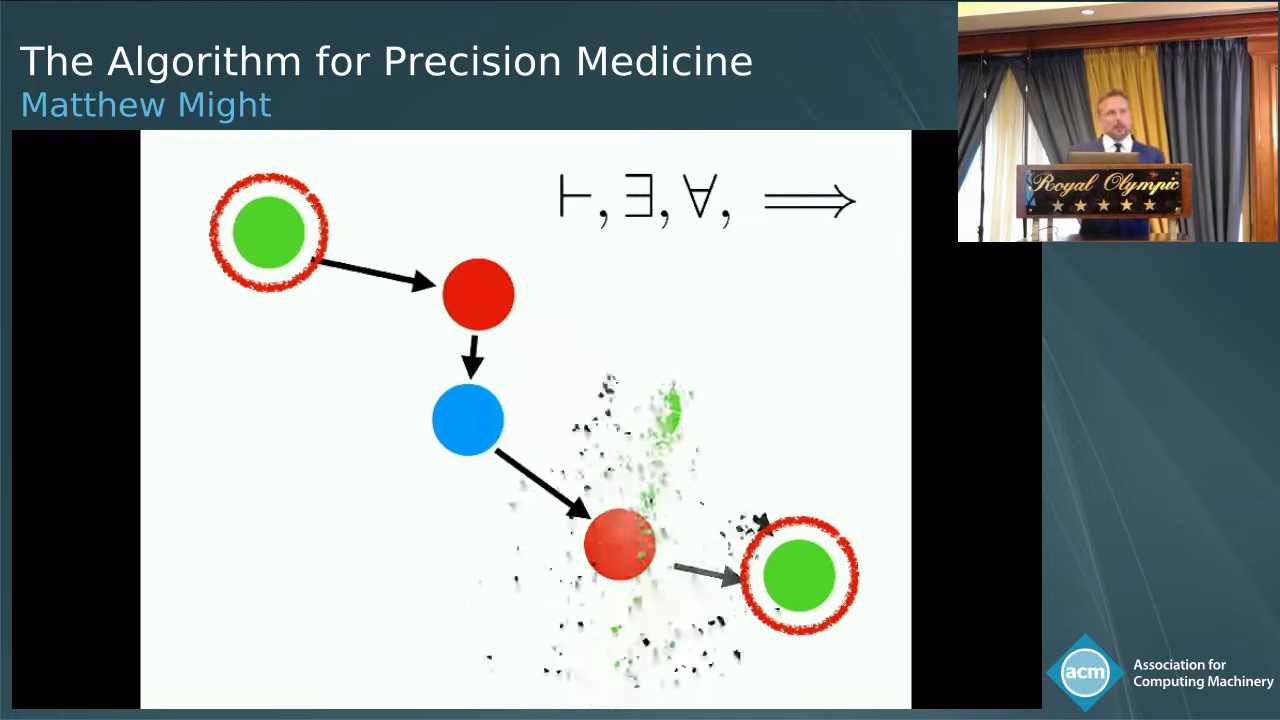 The Algorithm for Precision Medicine
Matthew Might
⊢, ∃, ∀, ⟹
Royal Olympic
acm
Association for
Computing Machinery